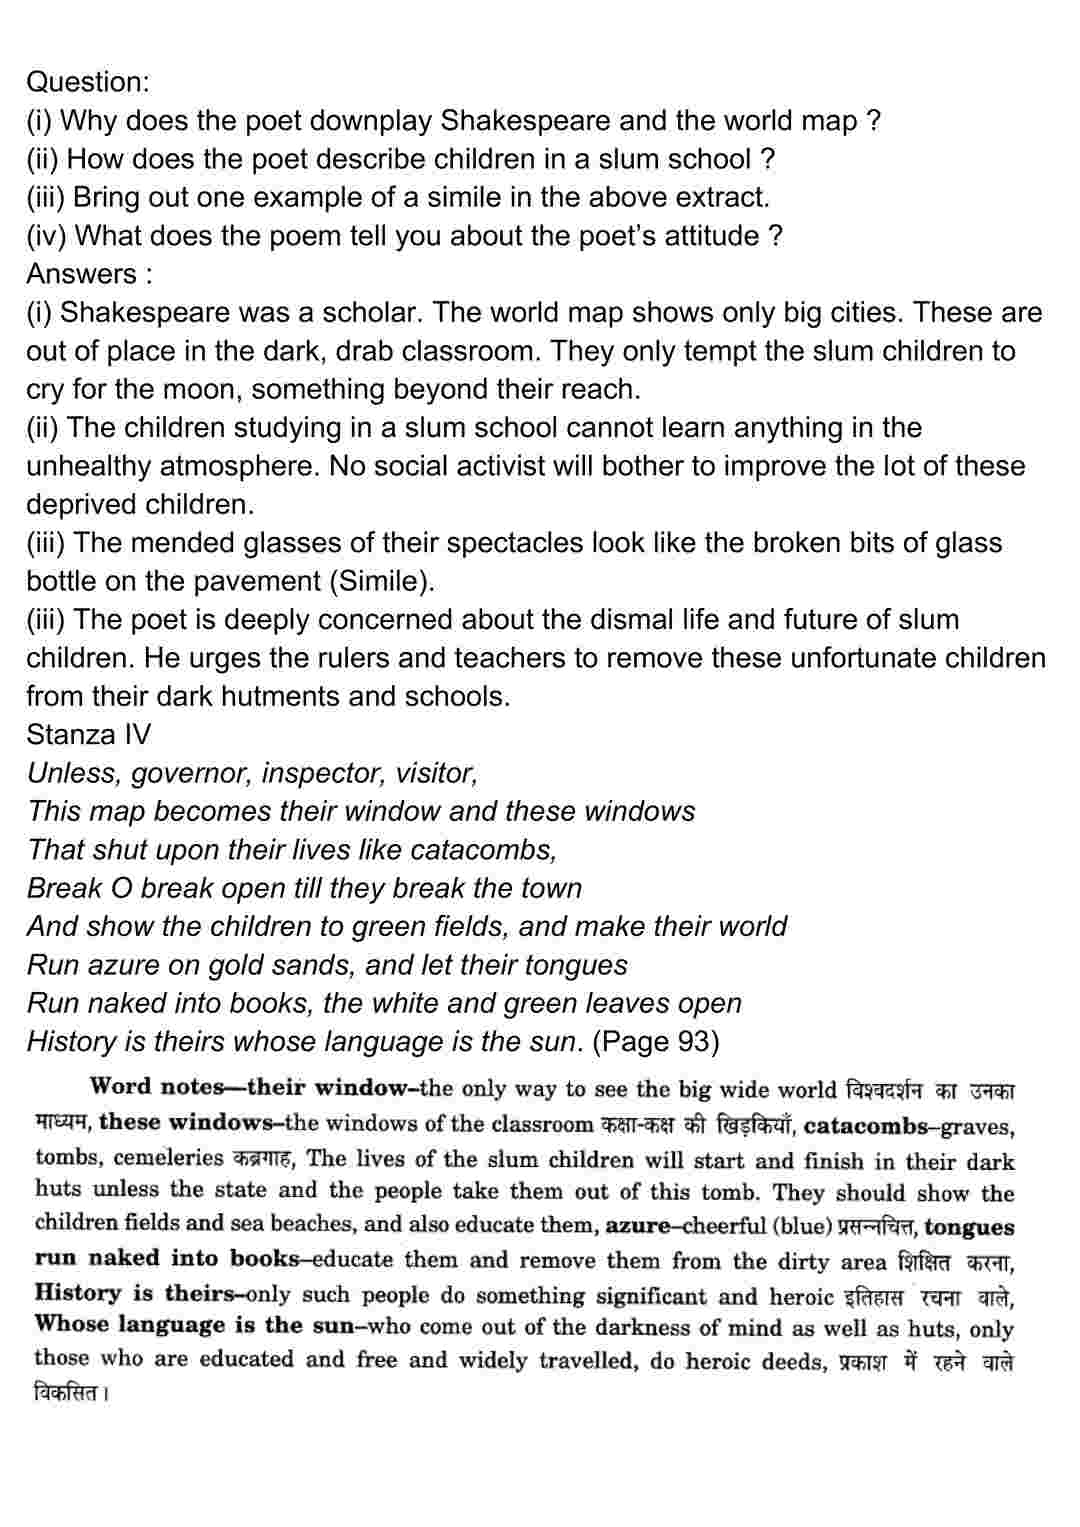 Question:
(i) Why does the poet downplay Shakespeare and the world map ?
(ii) How does the poet describe children in a slum school ?
(iii) Bring out one example of a simile in the above extract.
(iv) What does the poem tell you about the poet’s attitude ?
Answers :
(i) Shakespeare was a scholar. The world map shows only big cities. These are
out of place in the dark, drab classroom. They only tempt the slum children to
cry for the moon, something beyond their reach.
(ii) The children studying in a slum school cannot learn anything in the
unhealthy atmosphere. No social activist will bother to improve the lot of these
deprived children.
(iii) The mended glasses of their spectacles look like the broken bits of glass
bottle on the pavement (Simile).
(iii) The poet is deeply concerned about the dismal life and future of slum
children. He urges the rulers and teachers to remove these unfortunate children
from their dark hutments and schools.
Stanza IV
Unless, governor, inspector, visitor,
This map becomes their window and these windows
That shut upon their lives like catacombs,
Break O break open till they break the town
And show the children to green fields, and make their world
Run azure on gold sands, and let their tongues
Run naked into books, the white and green leaves open
History is theirs whose language is the sun. (Page 93)
Word notes—their window–the only way to see the big wide world विश्वदर्शन का उनका
माध्यम, these windows–the windows of the classroom कक्षा-कक्ष की खिड़कियाँ, catacombs–graves,
tombs, cemeleries कब्रगाह, The lives of the slum children will start and finish in their dark
huts unless the state and the people take them out of this tomb. They should show the
children fields and sea beaches, and also educate them, azure–cheerful (blue) प्रसन्नचित्त, tongues
run naked into books–educate them and remove them from the dirty area शिक्षित करना,
History is theirs–only such people do something significant and heroic इतिहास रचना वाले,
Whose language is the sun–who come out of the darkness of mind as well as huts, only
those who are educated and free and widely travelled, do heroic deeds, प्रकाश में रहने वाले
विकसित।